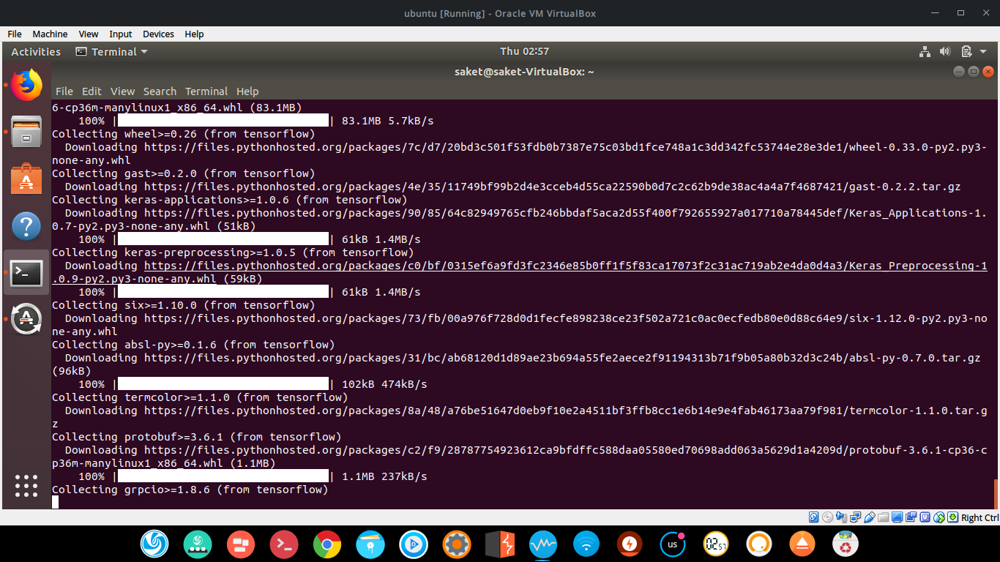 ubuntu [Running] - Oracle VM VirtualBox
File Machine View Input Devices Help
Activities Terminal Thu 02:57
saket@saket-VirtualBox: ~
File Edit View Search Terminal Help
6-cp36m-manylinux1_x86_64.whl (83.1MB)
100% | | 83.1MB 5.7kB/s
Collecting wheel>=0.26 (from tensorflow)
Downloading https://files.pythonhosted.org/packages/7c/d7/20bd3c501f53fdb0b7387e75c03bd1fce748a1c3dd342fc53744e28e3de1/wheel-0.33.0-py2.py3-
none-any.whl
Collecting gast>=0.2.0 (from tensorflow)
Downloading https://files.pythonhosted.org/packages/4e/35/11749bf99b2d4e3cceb4d55ca22590b0d7c2c62b9de38ac4a4a7f4687421/gast-0.2.2.tar.gz
Collecting keras-applications>=1.0.6 (from tensorflow)
Downloading https://files.pythonhosted.org/packages/90/85/64c82949765cfb246bbdaf5aca2d55f400f792655927a017710a78445def/Keras_Applications-1.
0.7-py2.py3-none-any.whl (51kB)
100% | | 61kB 1.4MB/s
Collecting keras-preprocessing>=1.0.5 (from tensorflow)
Downloading https://files.pythonhosted.org/packages/c0/bf/0315ef6a9fd3fc2346e85b0ff1f5f83ca17073f2c31ac719ab2e4da0d4a3/Keras_Preprocessing-1
.0.9-py2.py3-none-any.whl (59kB)
100% | | 61kB 1.4MB/s
Collecting six>=1.10.0 (from tensorflow)
Downloading https://files.pythonhosted.org/packages/73/fb/00a976f728d0d1fecfe898238ce23f502a721c0ac0ecfedb80e0d88c64e9/six-1.12.0-py2.py3-no
ne-any.whl
Collecting absl-py>=0.1.6 (from tensorflow)
Downloading https://files.pythonhosted.org/packages/31/bc/ab68120d1d89ae23b694a55fe2aece2f91194313b71f9b05a80b32d3c24b/absl-py-0.7.0.tar.gz
(96kB)
100% | | 102kB 474kB/s
Collecting termcolor>=1.1.0 (from tensorflow)
Downloading https://files.pythonhosted.org/packages/8a/48/a76be51647d0eb9f10e2a4511bf3ffb8cc1e6b14e9e4fab46173aa79f981/termcolor-1.1.0.tar.g
z
Collecting protobuf>=3.6.1 (from tensorflow)
Downloading https://files.pythonhosted.org/packages/c2/f9/28787754923612ca9bfdffc588daa05580ed70698add063a5629d1a4209d/protobuf-3.6.1-cp36-c
p36m-manylinux1_x86_64.whl (1.1MB)
100% | | 1.1MB 237kB/s
Collecting grpcio>=1.8.6 (from tensorflow)
Right Ctrl
us 02 57